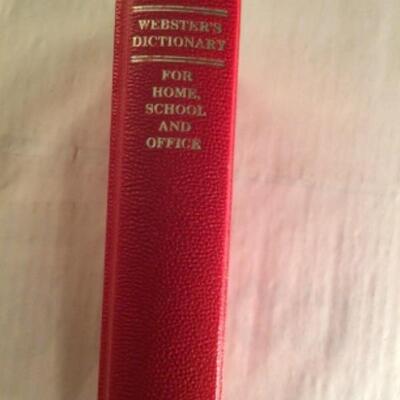 WEBSTER'S
DICTIONARY
FOR
HOME,
SCHOOL
AND
OFFICE